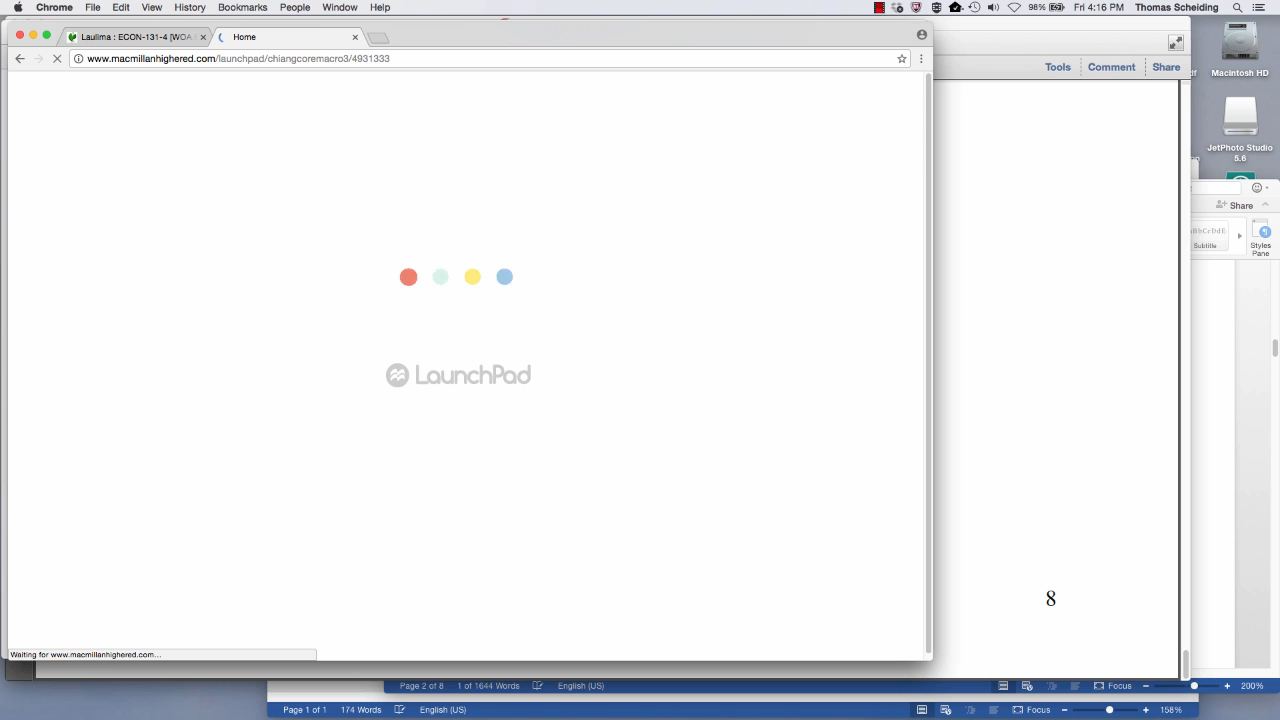 Chrome File Edit View History Bookmarks People Window Help 98% Fri 4:16 PM Thomas Scheiding
Laulima : ECON-131-4 [WOA Home
www.macmillanhighered.com/launchpad/chiangcoremacro3/4931333
Tools Comment Share
Macintosh HD
JetPhoto Studio
5.6
Share
Subtitle
Styles
Pane
LaunchPad
8
Waiting for www.macmillanhighered.com...
Page 2 of 8 1 of 1644 Words English (US) Focus 200%
Page 1 of 1 174 Words English (US) Focus 158%